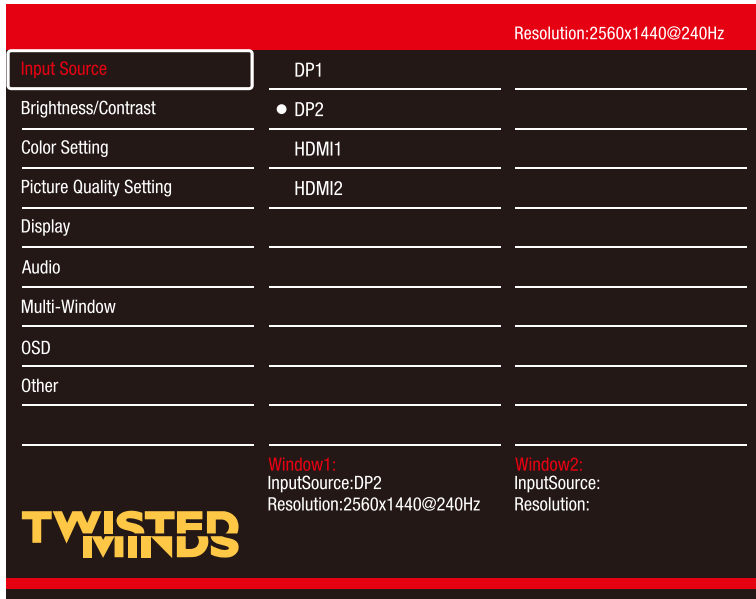 Resolution:2560x1440@240Hz
Input Source
DP1
Brightness/Contrast
DP2
Color Setting
HDMI1
Picture Quality Setting
HDMI2
Display
Audio
Multi-Window
OSD
Other
Window1:
InputSource:DP2
Resolution:2560x1440@240Hz
Window2:
InputSource:
Resolution:
TWISTED
MINDS